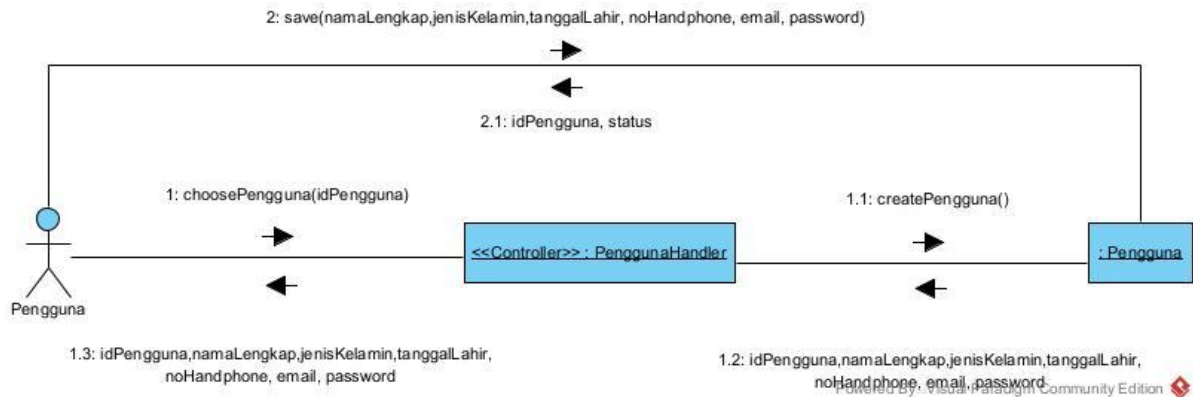 2: save(namaLengkap,jenisKelamin,tanggalLahir, noHandphone, email, password)
2.1: idPengguna, status
1: choosePengguna(idPengguna)
1.1: createPengguna()
<<Controller>> : PenggunaHandler
: Pengguna
Pengguna
1.3: idPengguna,namaLengkap,jenisKelamin,tanggalLahir,
noHandphone, email, password
1.2: idPengguna,namaLengkap,jenisKelamin,tanggalLahir,
noHandphone, email, password
Powered By Visual Paradigm Community Edition